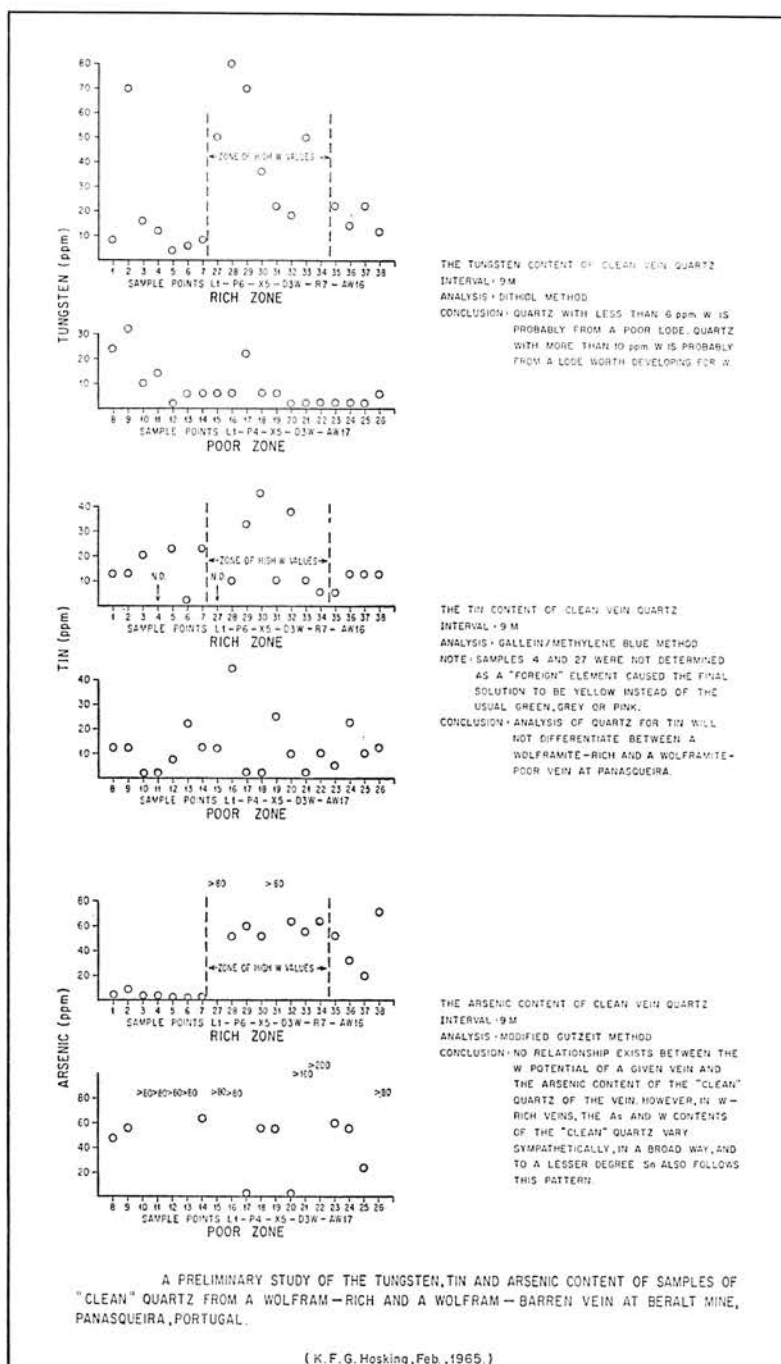 80
70
60
50
40
30
20
10
TUNGSTEN (ppm)
ZONE OF HIGH W VALUES
1 2 3 4 5 6 7 27 28 29 30 31 32 33 34 35 36 37 38
SAMPLE POINTS L1-P6-X5-D3W-R7-AW16
RICH ZONE
30
20
10
8 9 10 11 12 13 14 15 16 17 18 19 20 21 22 23 24 25 26
SAMPLE POINTS L1-P4-X5-D3W-AW17
POOR ZONE
THE TUNGSTEN CONTENT OF CLEAN VEIN QUARTZ
INTERVAL · 9 M
ANALYSIS · DITHIOL METHOD
CONCLUSION · QUARTZ WITH LESS THAN 6 ppm W IS
PROBABLY FROM A POOR LODE. QUARTZ
WITH MORE THAN 10 ppm W IS PROBABLY
FROM A LODE WORTH DEVELOPING FOR W.
40
30
20
10
TIN (ppm)
N.D.
N.D.
ZONE OF HIGH W VALUES
1 2 3 4 5 6 7 27 28 29 30 31 32 33 34 35 36 37 38
SAMPLE POINTS L1-P6-X5-D3W-R7-AW16
RICH ZONE
40
30
20
10
8 9 10 11 12 13 14 15 16 17 18 19 20 21 22 23 24 25 26
SAMPLE POINTS L1-P4-X5-D3W-AW17
POOR ZONE
THE TIN CONTENT OF CLEAN VEIN QUARTZ
INTERVAL · 9 M
ANALYSIS · GALLEIN/METHYLENE BLUE METHOD
NOTE · SAMPLES 4 AND 27 WERE NOT DETERMINED
AS A "FOREIGN" ELEMENT CAUSED THE FINAL
SOLUTION TO BE YELLOW INSTEAD OF THE
USUAL GREEN, GREY OR PINK.
CONCLUSION · ANALYSIS OF QUARTZ FOR TIN WILL
NOT DIFFERENTIATE BETWEEN A
WOLFRAMITE-RICH AND A WOLFRAMITE-
POOR VEIN AT PANASQUEIRA.
>80 >60
80
60
40
20
ARSENIC (ppm)
ZONE OF HIGH W VALUES
1 2 3 4 5 6 7 27 28 29 30 31 32 33 34 35 36 37 38
SAMPLE POINTS L1-P6-X5-D3W-R7-AW16
RICH ZONE
>200
>100
>80
80
60
40
20
8 9 10 11 12 13 14 15 16 17 18 19 20 21 22 23 24 25 26
SAMPLE POINTS L1-P4-X5-D3W-AW17
POOR ZONE
THE ARSENIC CONTENT OF CLEAN VEIN QUARTZ
INTERVAL · 9 M
ANALYSIS · MODIFIED GUTZEIT METHOD
CONCLUSION · NO RELATIONSHIP EXISTS BETWEEN THE
W POTENTIAL OF A GIVEN VEIN AND
THE ARSENIC CONTENT OF THE "CLEAN"
QUARTZ OF THE VEIN. HOWEVER, IN W-
RICH VEINS, THE As AND W CONTENTS
OF THE "CLEAN" QUARTZ VARY
SYMPATHETICALLY, IN A BROAD WAY, AND
TO A LESSER DEGREE Sn ALSO FOLLOWS
THIS PATTERN.
A PRELIMINARY STUDY OF THE TUNGSTEN, TIN AND ARSENIC CONTENT OF SAMPLES OF
"CLEAN" QUARTZ FROM A WOLFRAM-RICH AND A WOLFRAM-BARREN VEIN AT BERALT MINE,
PANASQUEIRA, PORTUGAL.
(K.F.G. Hosking, Feb., 1965.)